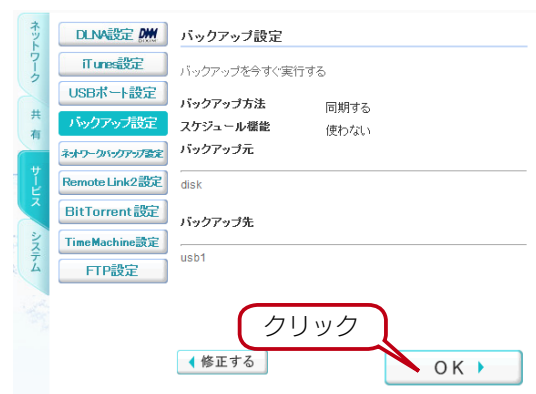 ネットワーク
共有
サービス
システム
DLNA設定
iTunes設定
USBポート設定
バックアップ設定
ネットワークバックアップ設定
Remote Link2設定
BitTorrent設定
TimeMachine設定
FTP設定
バックアップ設定
バックアップを今すぐ実行する
バックアップ方法 同期する
スケジュール機能 使わない
バックアップ元
disk
バックアップ先
usb1
クリック
修正する
OK